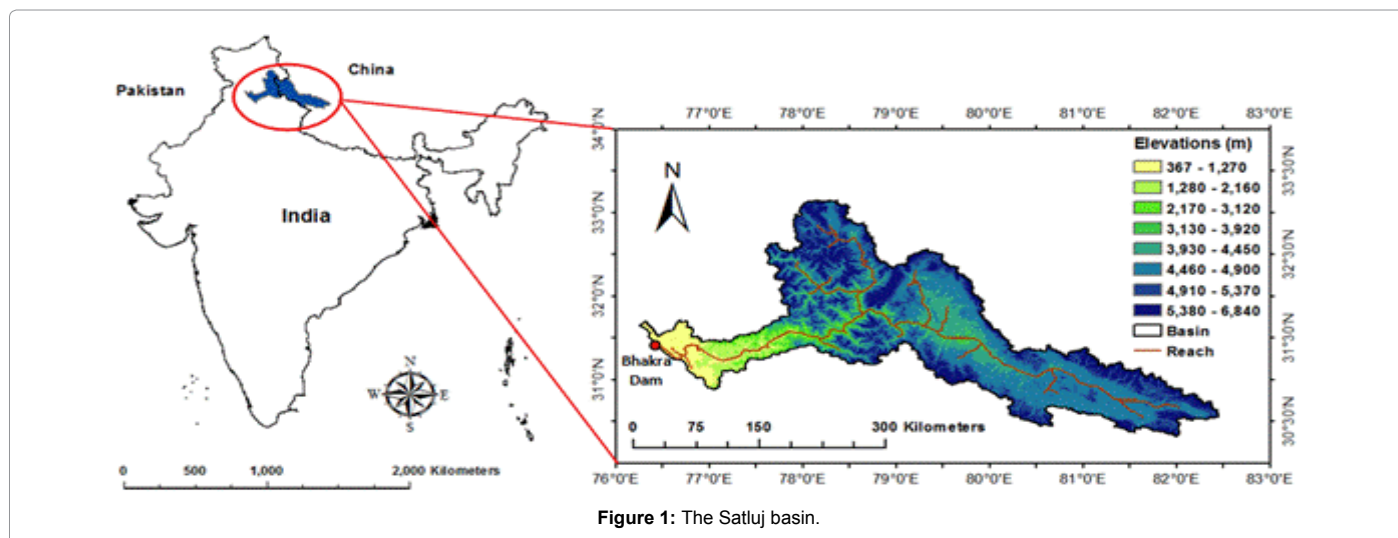 China
Pakistan
India
N
W E
S
0 500 1,000 2,000 Kilometers
77°0'E 78°0'E 79°0'E 80°0'E 81°0'E 82°0'E 83°0'E
34°0'N
33°0'N
32°0'N
31°0'N
N
Elevations (m)
367 - 1,270
1,280 - 2,160
2,170 - 3,120
3,130 - 3,920
3,930 - 4,450
4,460 - 4,900
4,910 - 5,370
5,380 - 6,840
Basin
Reach
33°30'N
32°30'N
31°30'N
30°30'N
Bhakra
Dam
0 75 150 300 Kilometers
76°0'E 77°0'E 78°0'E 79°0'E 80°0'E 81°0'E 82°0'E 83°0'E
Figure 1: The Satluj basin.